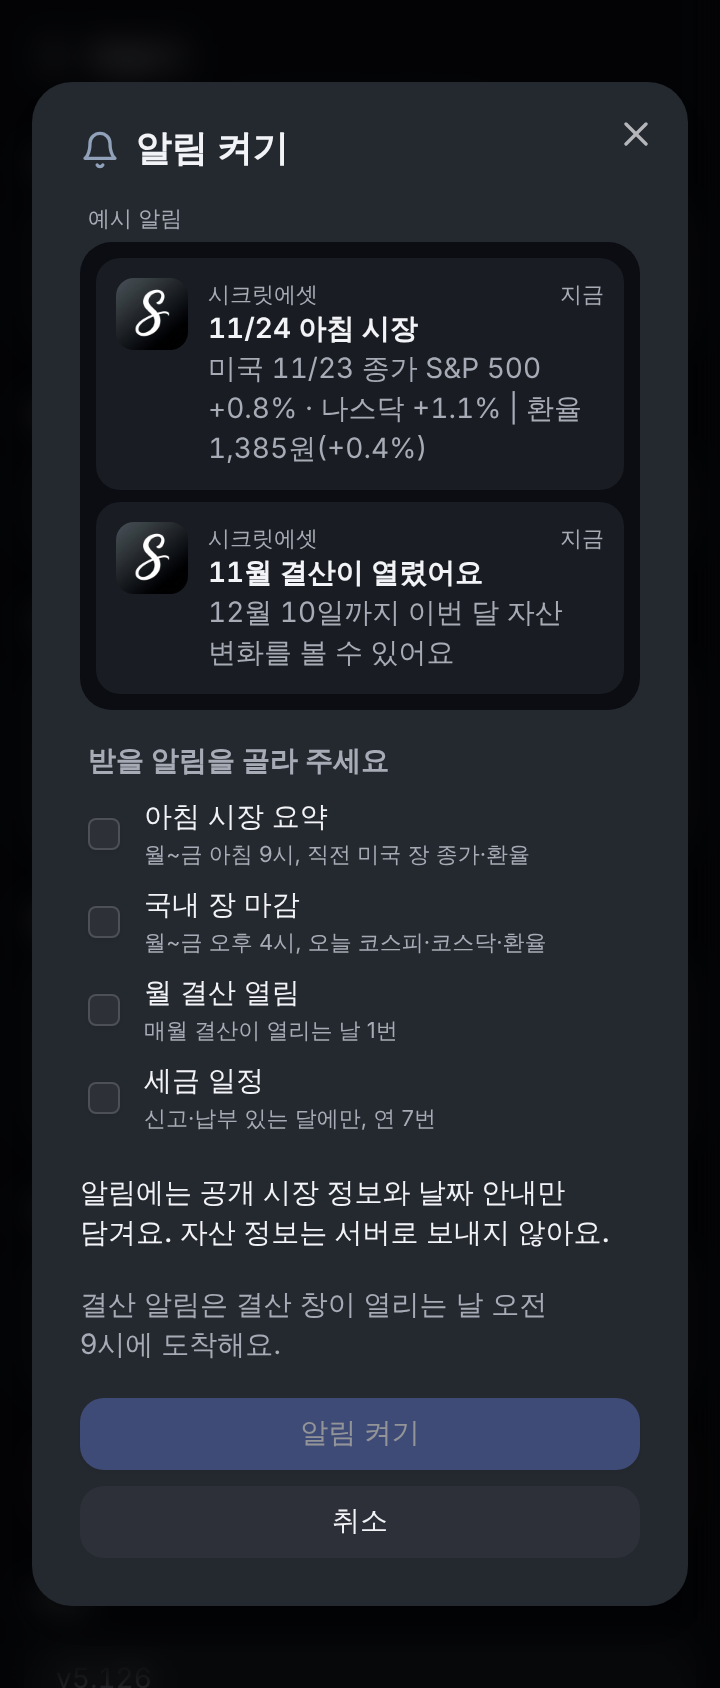 알림 켜기
예시 알림
시크릿에셋 지금
11/24 아침 시장
미국 11/23 종가 S&P 500
+0.8% · 나스닥 +1.1% | 환율
1,385원(+0.4%)
시크릿에셋 지금
11월 결산이 열렸어요
12월 10일까지 이번 달 자산
변화를 볼 수 있어요
받을 알림을 골라 주세요
아침 시장 요약
월~금 아침 9시, 직전 미국 장 종가·환율
국내 장 마감
월~금 오후 4시, 오늘 코스피·코스닥·환율
월 결산 열림
매월 결산이 열리는 날 1번
세금 일정
신고·납부 있는 달에만, 연 7번
알림에는 공개 시장 정보와 날짜 안내만
담겨요. 자산 정보는 서버로 보내지 않아요.
결산 알림은 결산 창이 열리는 날 오전
9시에 도착해요.
알림 켜기
취소
v5.126